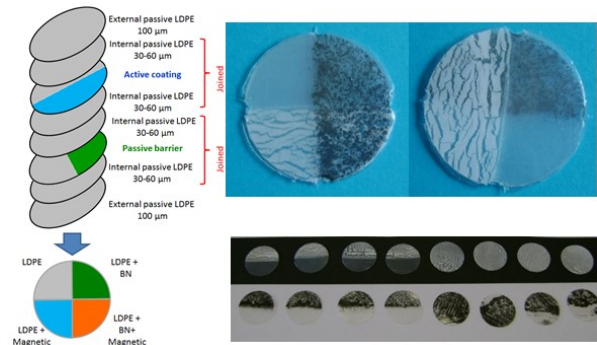 External passive LDPE
100 µm
Internal passive LDPE
30-60 µm
Active coating
Internal passive LDPE
30-60 µm
Internal passive LDPE
30-60 µm
Passive barrier
Internal passive LDPE
30-60 µm
External passive LDPE
100 µm
Joined
Joined
LDPE
LDPE +
BN
LDPE +
Magnetic
LDPE +
BN+
Magnetic